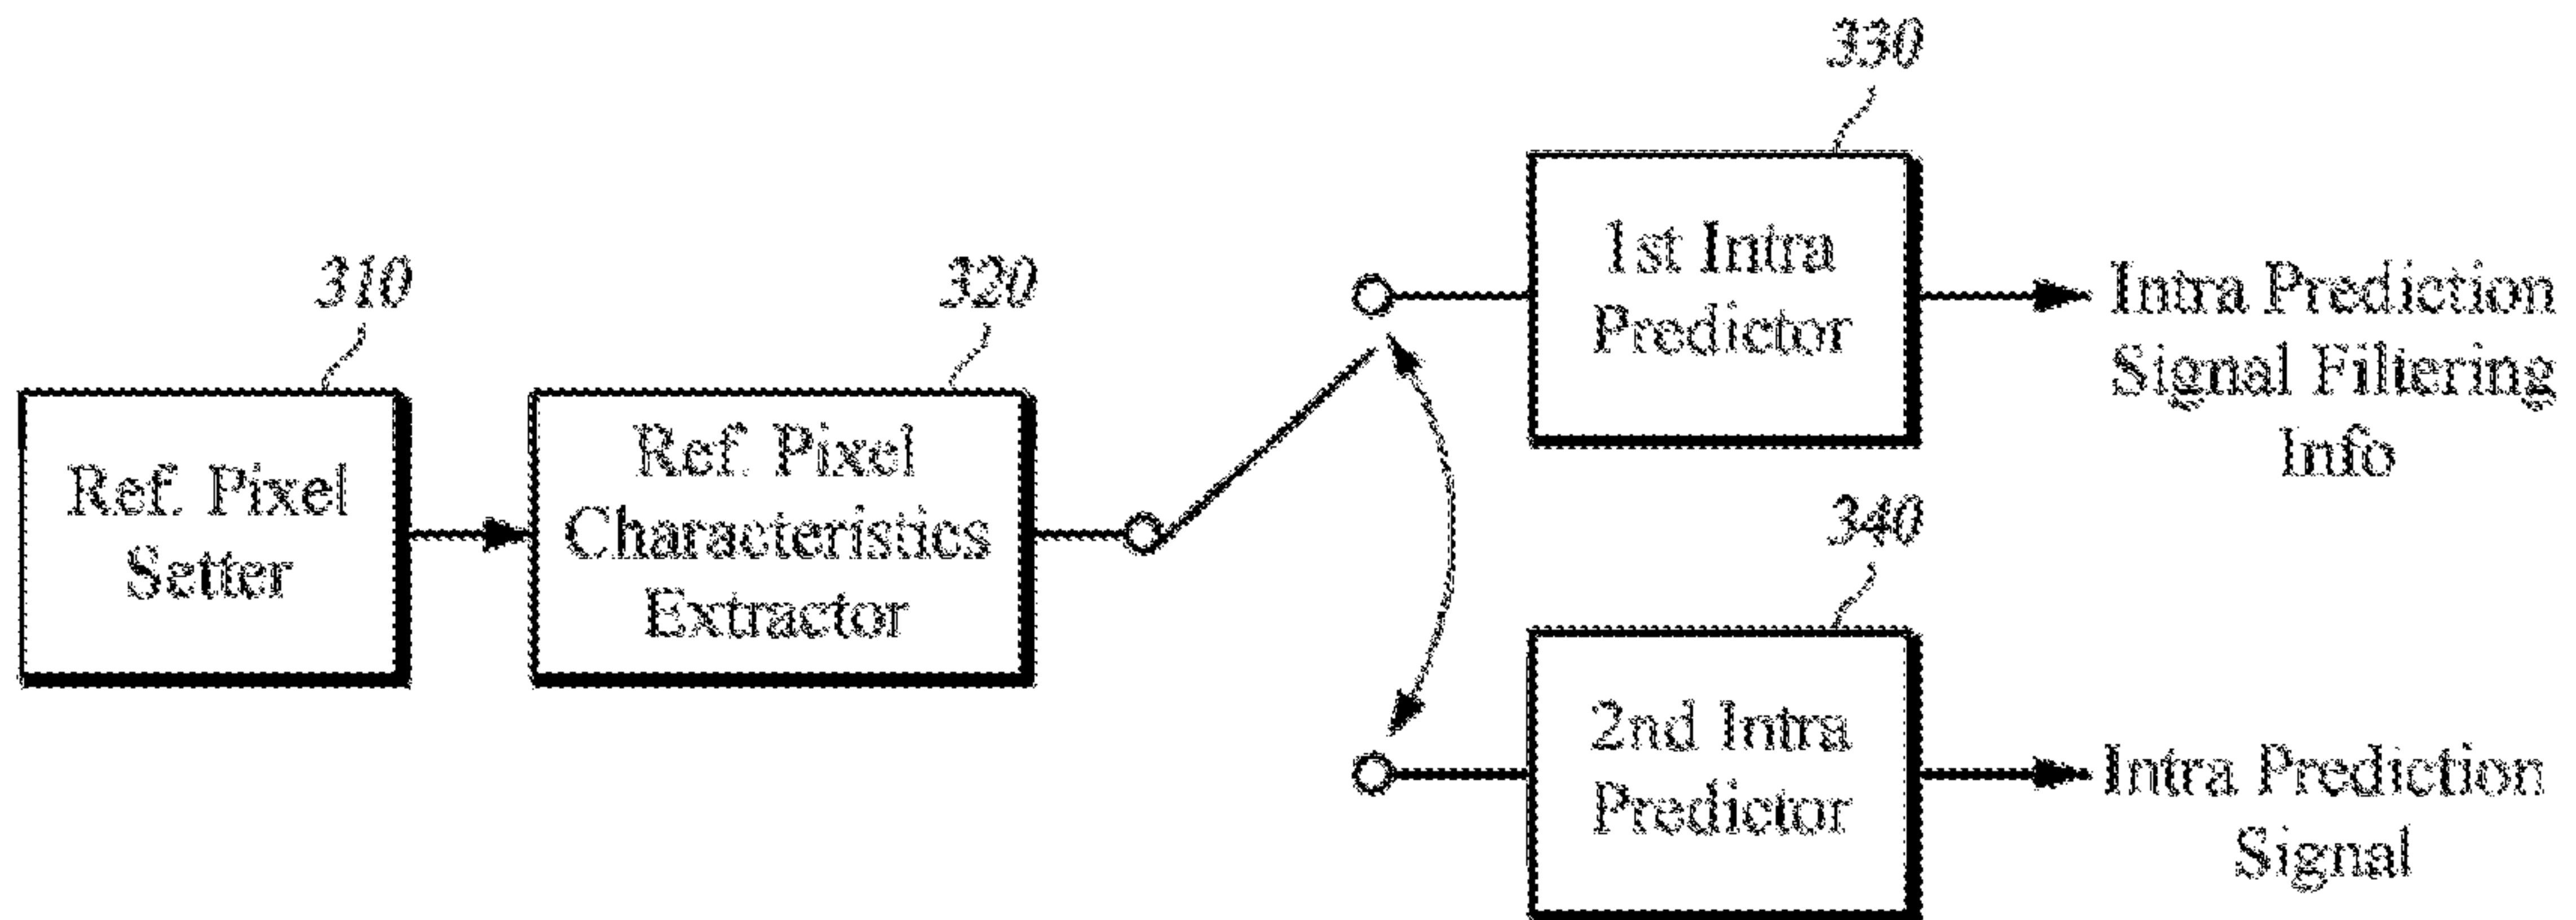 310
Ref. Pixel
Setter
320
Ref. Pixel
Characteristics
Extractor
330
1st Intra
Predictor
Intra Prediction
Signal Filtering
Info
340
2nd Intra
Predictor
Intra Prediction
Signal